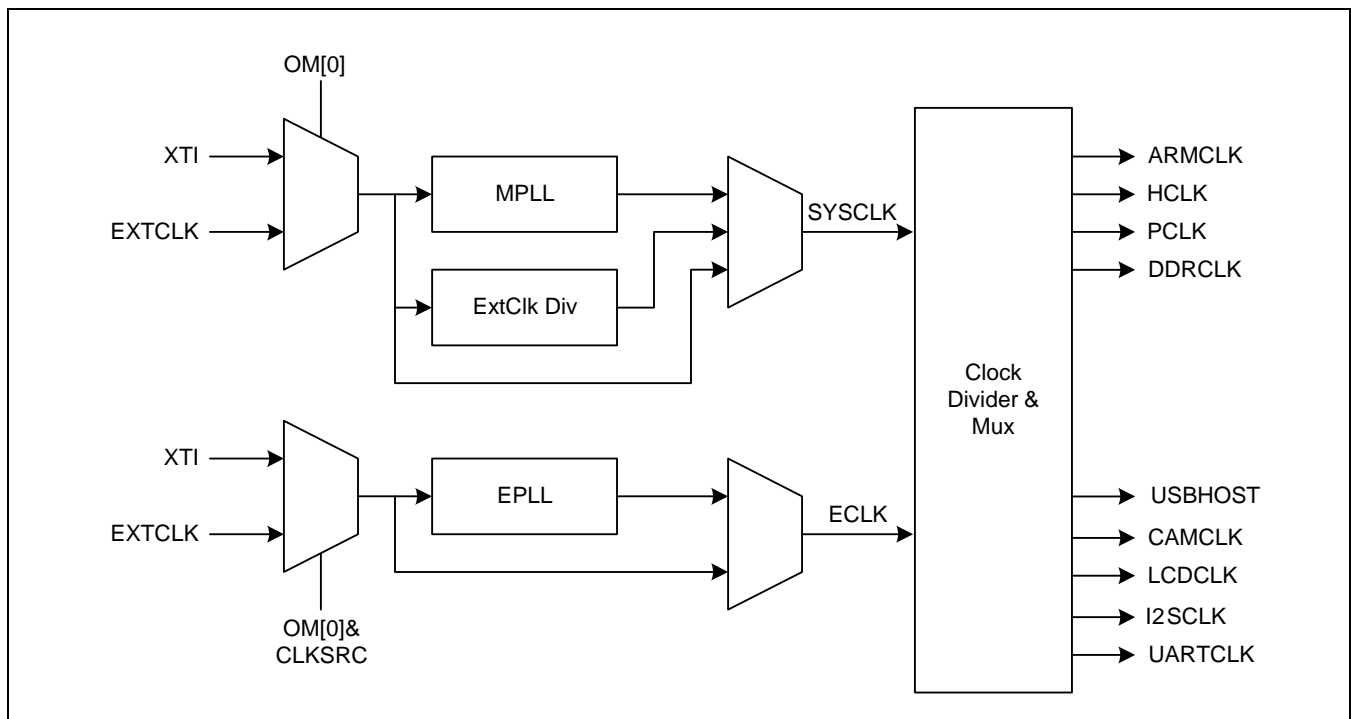 OM[0]
XTI
EXTCLK
MPLL
ExtClk Div
SYSCLK
XTI
EXTCLK
OM[0]&
CLKSRC
EPLL
ECLK
Clock
Divider &
Mux
ARMCLK
HCLK
PCLK
DDRCLK
USBHOST
CAMCLK
LCDCLK
I2SCLK
UARTCLK